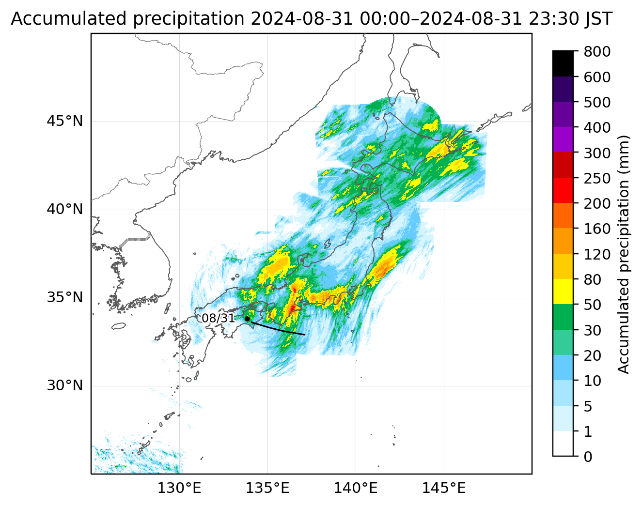 Accumulated precipitation 2024-08-31 00:00–2024-08-31 23:30 JST
45°N
40°N
35°N
30°N
130°E
135°E
140°E
145°E
08/31
800
600
500
400
300
250
200
160
120
80
50
30
20
10
5
1
0
Accumulated precipitation (mm)